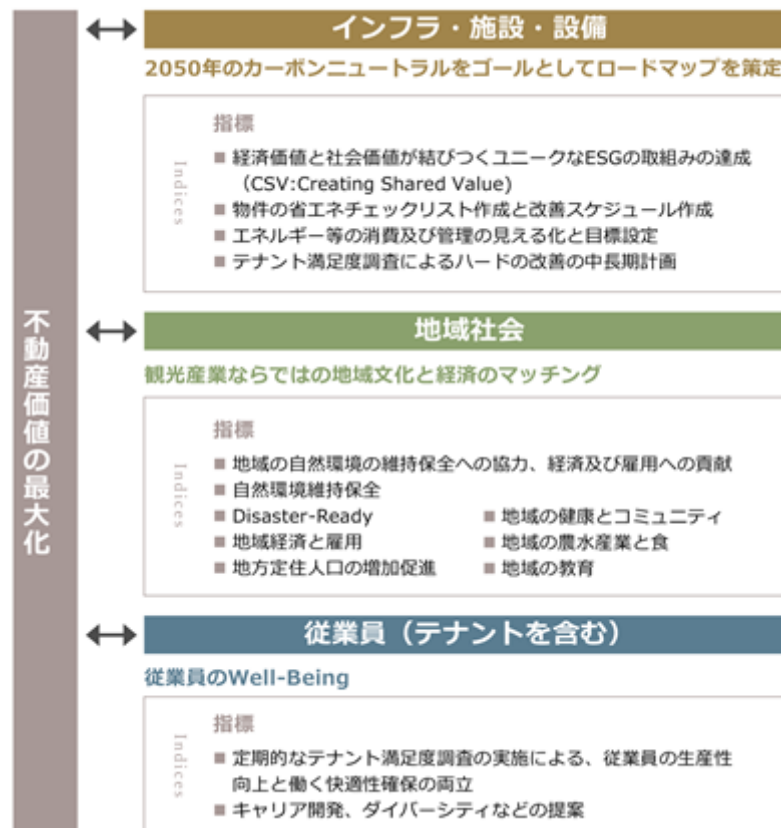 不動産価値の最大化
インフラ・施設・設備
2050年のカーボンニュートラルをゴールとしてロードマップを策定
Indices
指標
■ 経済価値と社会価値が結びつくユニークなESGの取組みの達成
（CSV:Creating Shared Value)
■ 物件の省エネチェックリスト作成と改善スケジュール作成
■ エネルギー等の消費及び管理の見える化と目標設定
■ テナント満足度調査によるハードの改善の中長期計画
地域社会
観光産業ならではの地域文化と経済のマッチング
Indices
指標
■ 地域の自然環境の維持保全への協力、経済及び雇用への貢献
■ 自然環境維持保全
■ Disaster-Ready ■ 地域の健康とコミュニティ
■ 地域経済と雇用 ■ 地域の農水産業と食
■ 地方定住人口の増加促進 ■ 地域の教育
従業員（テナントを含む）
従業員のWell-Being
Indices
指標
■ 定期的なテナント満足度調査の実施による、従業員の生産性
向上と働く快適性確保の両立
■ キャリア開発、ダイバーシティなどの提案